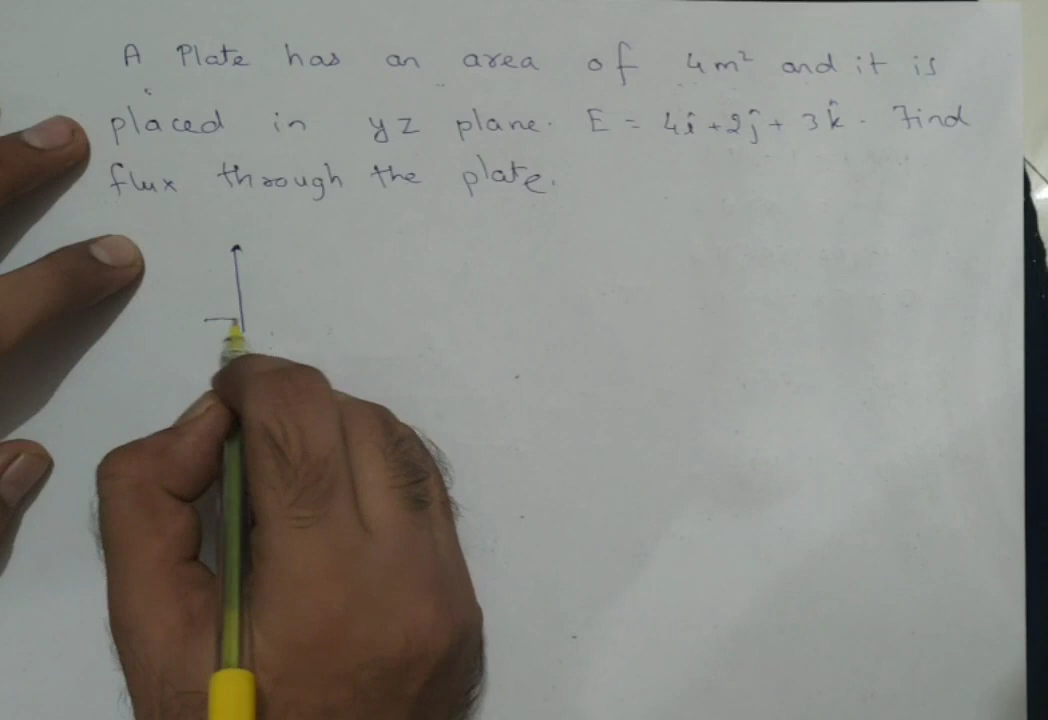 A Plate has an area of 4m² and it is
placed in yz plane. E = 4î + 2ĵ + 3k̂. Find
flux through the plate.